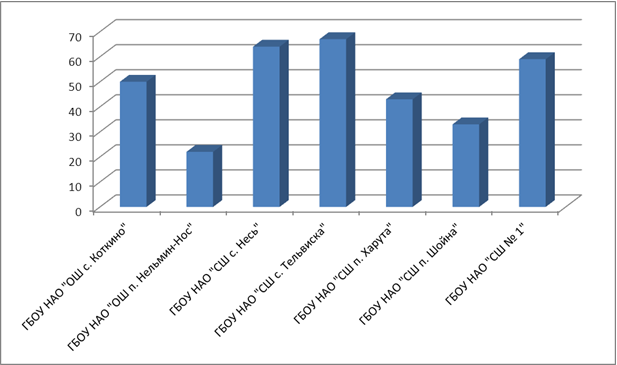 70
60
50
40
30
20
10
0
ГБОУ НАО "ОШ с. Коткино"
ГБОУ НАО "ОШ п. Нельмин-Нос"
ГБОУ НАО "СШ с. Несь"
ГБОУ НАО "СШ с. Тельвиска"
ГБОУ НАО "СШ п. Харута"
ГБОУ НАО "СШ п. Шойна"
ГБОУ НАО "СШ № 1"